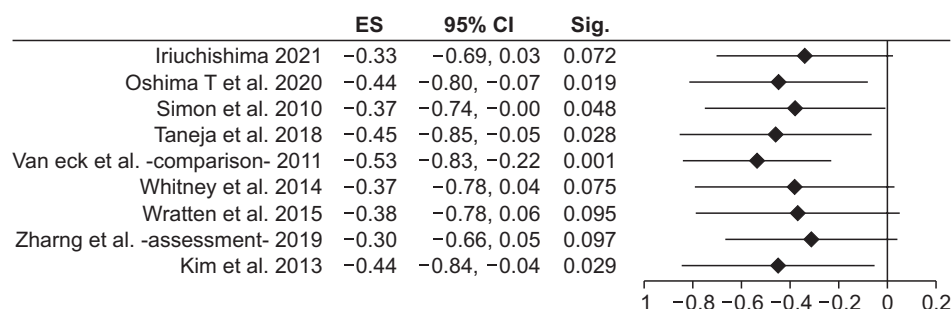 ES 95% CI Sig.
Iriuchishima 2021 −0.33 −0.69, 0.03 0.072
Oshima T et al. 2020 −0.44 −0.80, −0.07 0.019
Simon et al. 2010 −0.37 −0.74, −0.00 0.048
Taneja et al. 2018 −0.45 −0.85, −0.05 0.028
Van eck et al. -comparison- 2011 −0.53 −0.83, −0.22 0.001
Whitney et al. 2014 −0.37 −0.78, 0.04 0.075
Wratten et al. 2015 −0.38 −0.78, 0.06 0.095
Zharng et al. -assessment- 2019 −0.30 −0.66, 0.05 0.097
Kim et al. 2013 −0.44 −0.84, −0.04 0.029
1 −0.8 −0.6 −0.4 −0.2 0 0.2